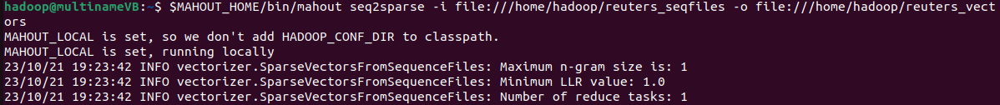 hadoop@multinameVB:~$ $MAHOUT_HOME/bin/mahout seq2sparse -i file:///home/hadoop/reuters_seqfiles -o file:///home/hadoop/reuters_vect
ors
MAHOUT_LOCAL is set, so we don't add HADOOP_CONF_DIR to classpath.
MAHOUT_LOCAL is set, running locally
23/10/21 19:23:42 INFO vectorizer.SparseVectorsFromSequenceFiles: Maximum n-gram size is: 1
23/10/21 19:23:42 INFO vectorizer.SparseVectorsFromSequenceFiles: Minimum LLR value: 1.0
23/10/21 19:23:42 INFO vectorizer.SparseVectorsFromSequenceFiles: Number of reduce tasks: 1